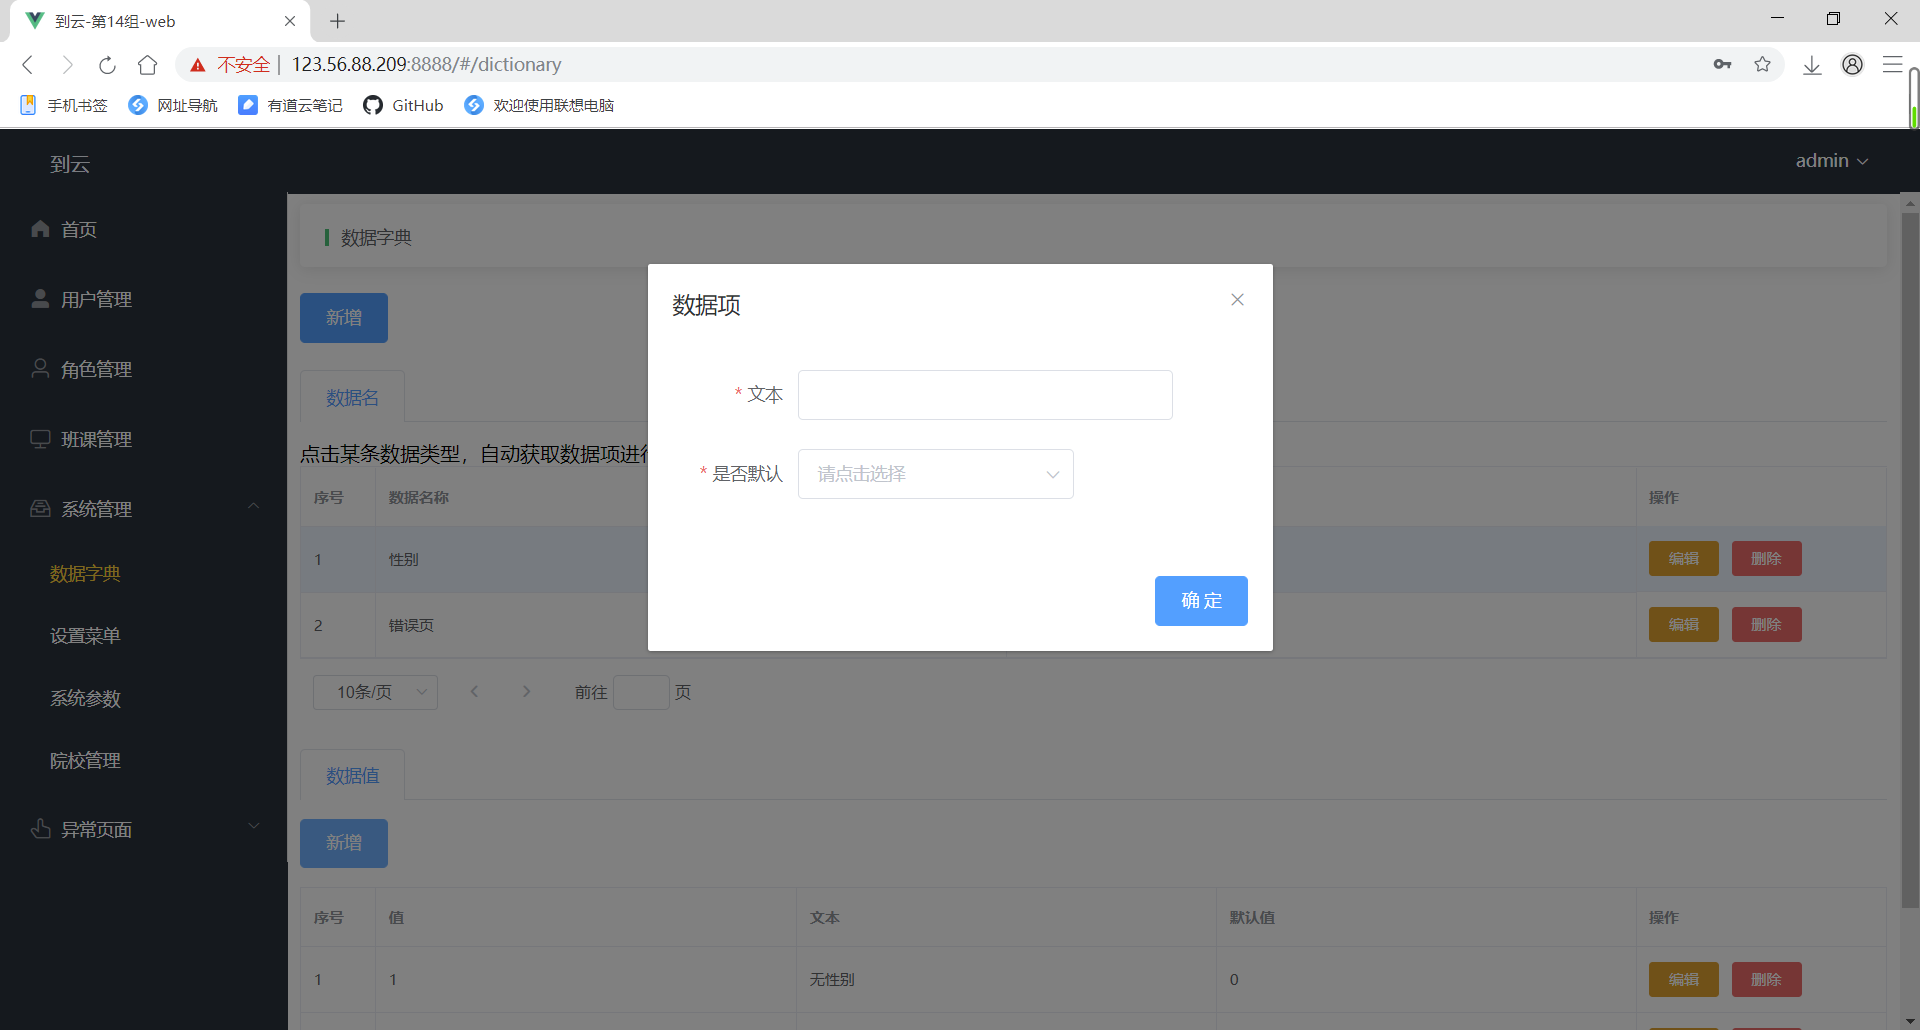 到云-第14组-web
不安全 | 123.56.88.209:8888/#/dictionary
手机书签 网址导航 有道云笔记 GitHub 欢迎使用联想电脑
到云 admin
首页
用户管理
角色管理
班课管理
系统管理
数据字典
设置菜单
系统参数
院校管理
异常页面
数据字典
新增
数据名
点击某条数据类型，自动获取数据项进行
序号 数据名称 操作
1 性别 编辑 删除
2 错误页 编辑 删除
10条/页 前往 页
数据项
* 文本
* 是否默认 请点击选择
确 定
数据值
新增
序号 值 文本 默认值 操作
1 1 无性别 0 编辑 删除